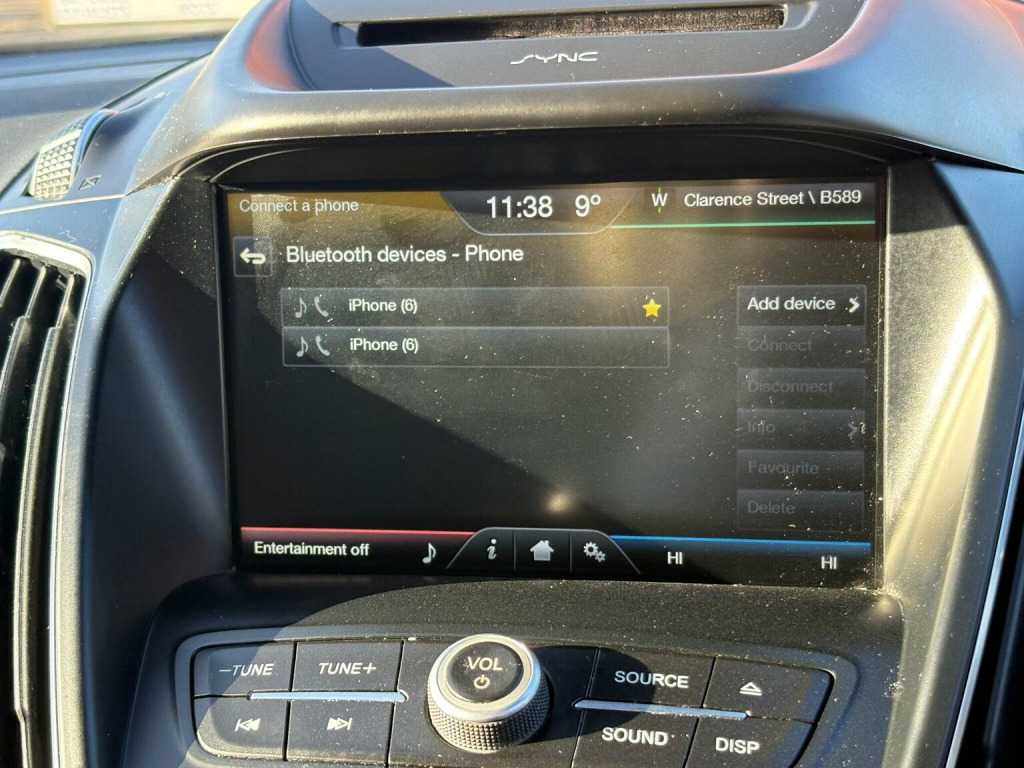 SYNC
Connect a phone
11:38 9º
W Clarence Street \ B589
Bluetooth devices - Phone
iPhone (6)
iPhone (6)
Add device
Connect
Disconnect
Info
Favourite
Delete
Entertainment off
i
HI
HI
–TUNE
TUNE+
VOL
SOURCE
SOUND
DISP